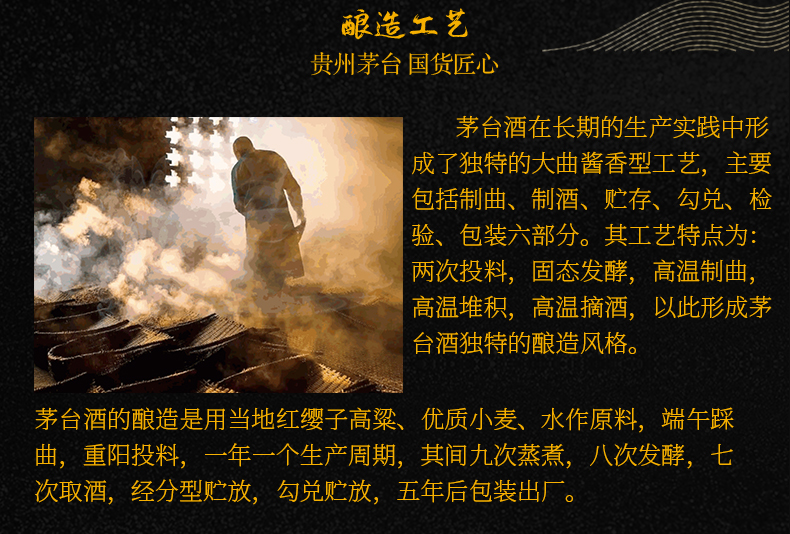 酿造工艺
贵州茅台 国货匠心
茅台酒在长期的生产实践中形
成了独特的大曲酱香型工艺，主要
包括制曲、制酒、贮存、勾兑、检
验、包装六部分。其工艺特点为：
两次投料，固态发酵，高温制曲，
高温堆积，高温摘酒，以此形成茅
台酒独特的酿造风格。
茅台酒的酿造是用当地红缨子高粱、优质小麦、水作原料，端午踩
曲，重阳投料，一年一个生产周期，其间九次蒸煮，八次发酵，七
次取酒，经分型贮放，勾兑贮放，五年后包装出厂。